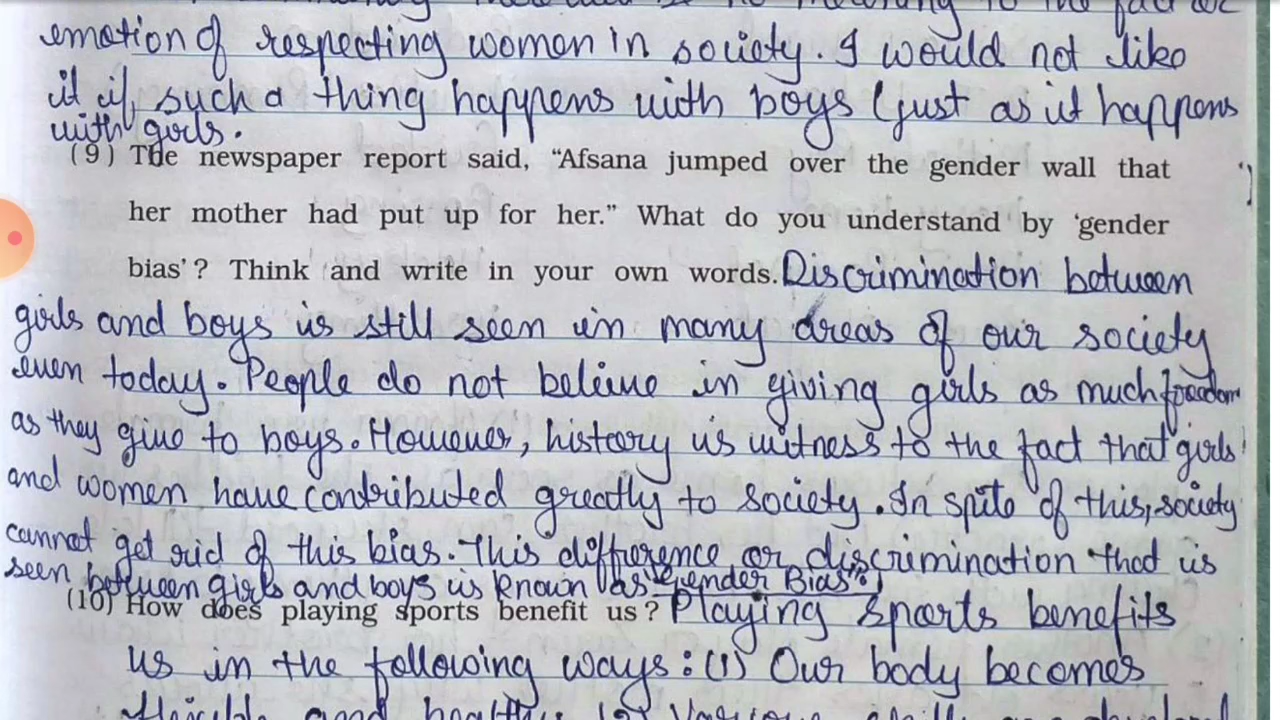 emotion of respecting women in society. I would not like
it if such a thing happens with boys (just as it happens
with girls.
(9) The newspaper report said, “Afsana jumped over the gender wall that
her mother had put up for her.” What do you understand by ‘gender
bias’? Think and write in your own words. Discrimination between
girls and boys is still seen in many areas of our society
even today. People do not believe in giving girls as much freedom
as they give to boys. However, history is witness to the fact that girls
and women have contributed greatly to society. In spite of this, society
cannot get rid of this bias. This difference or discrimination that is
seen between girls and boys is known as "Gender Bias".
(10) How does playing sports benefit us? Playing sports benefits
us in the following ways: (1) Our body becomes
and